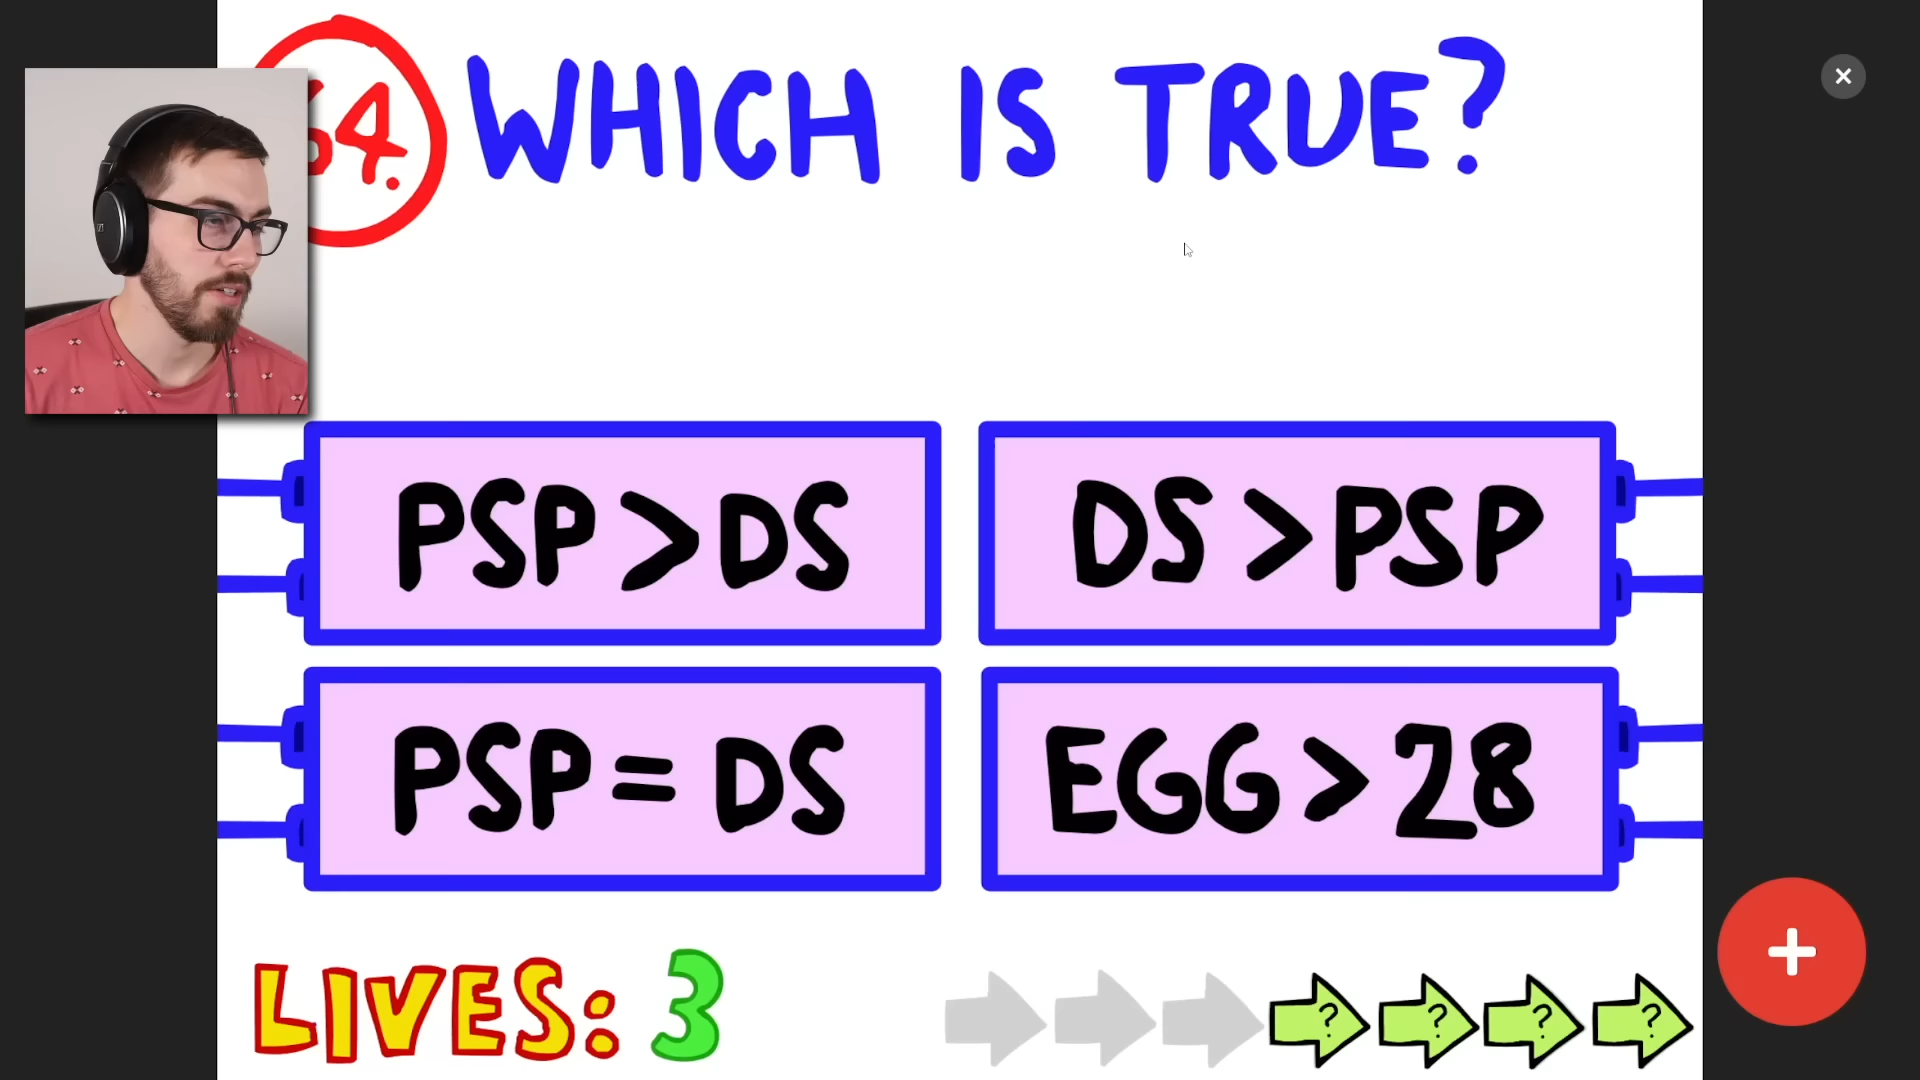 64. WHICH IS TRUE?
PSP>DS
DS>PSP
PSP=DS
EGG>28
LIVES: 3
? ? ? ?